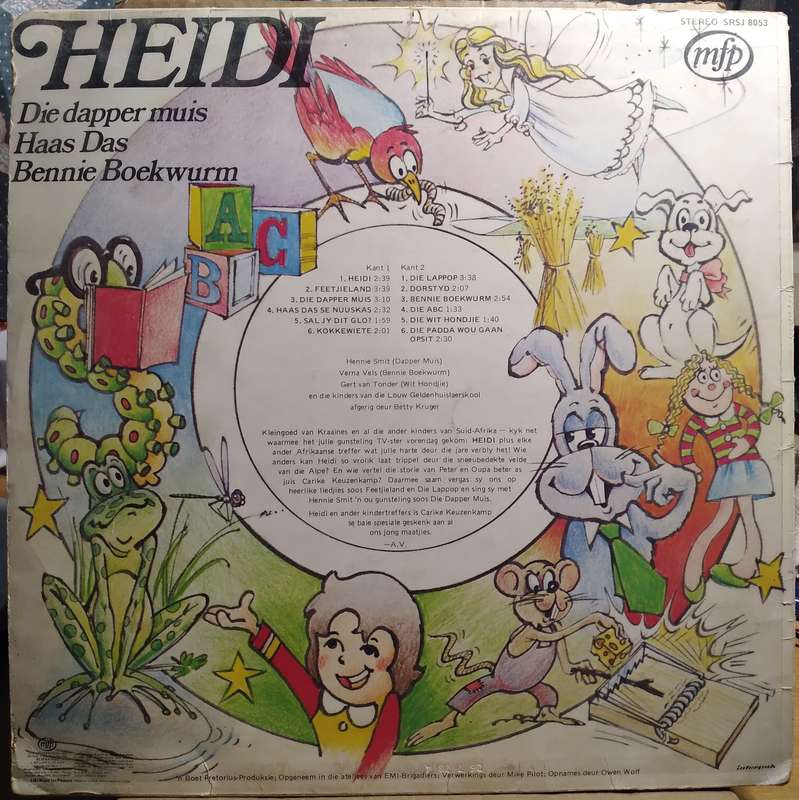 HEIDI
Die dapper muis
Haas Das
Bennie Boekwurm
STEREO SRSJ 8053
mfp
A
B
C
Kant 1
1. HEIDI 2:39
2. FEETJIELAND 3:39
3. DIE DAPPER MUIS 3:10
4. HAAS DAS SE NUUSKAS 2:32
5. SAL JY DIT GLO? 1:59
6. KOKKEWIETE 2:01
Kant 2
1. DIE LAPPOP 3:38
2. DORSTYD 2:07
3. BENNIE BOEKWURM 2:54
4. DIE ABC 1:33
5. DIE WIT HONDJIE 1:40
6. DIE PADDA WOU GAAN
OPSIT 2:30
Hennie Smit (Dapper Muis)
Verna Vels (Bennie Boekwurm)
Gert van Tonder (Wit Hondjie)
en die kinders van die Louw Geldenhuislaerskool
afgerig deur Betty Kruger
Kleingoed van Kraaines en al die ander kinders van Suid-Afrika — kyk net
waarmee het julle gunsteling TV-ster vorendag gekom: HEIDI plus elke
ander Afrikaanse treffer wat julle harte deur die jare verbly het! Wie
anders kan Heidi so vrolik laat trippel deur die sneeubedekte velde
van die Alpe? En wie vertel die storie van Peter en Oupa beter as
juis Carike Keuzenkamp? Daarmee saam vergas sy ons op
heerlike liedjies soos Feetjieland en Die Lappop en sing sy met
Hennie Smit 'n ou gunsteling soos Die Dapper Muis.
Heidi en ander kindertreffers is Carike Keuzenkamp
se baie spesiale geskenk aan al
ons jong maatjies.
—A.V.
mfp
'n Boet Pretorius-Produksie; Opgeneem in die ateljees van EMI-Brigadiers; Verwerkings deur Mike Pilot; Opnames deur Owen Wolf